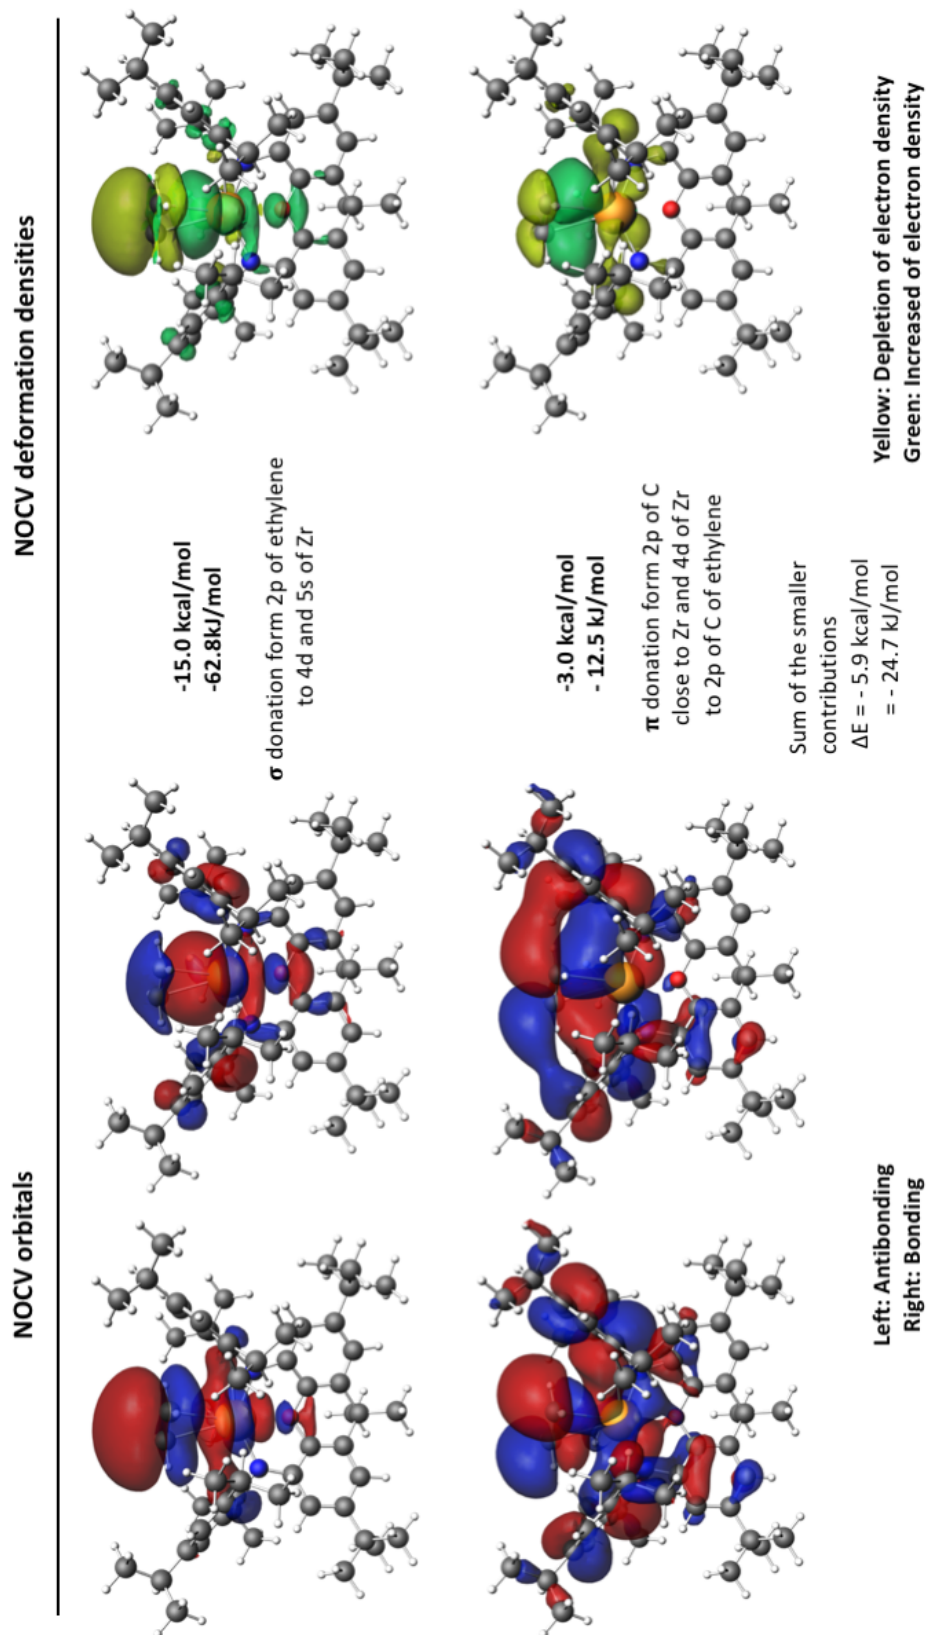 NOCV orbitals
NOCV deformation densities
-15.0 kcal/mol
-62.8kJ/mol
σ donation form 2p of ethylene
to 4d and 5s of Zr
-3.0 kcal/mol
- 12.5 kJ/mol
π donation form 2p of C
close to Zr and 4d of Zr
to 2p of C of ethylene
Sum of the smaller
contributions
ΔE = - 5.9 kcal/mol
= - 24.7 kJ/mol
Left: Antibonding
Right: Bonding
Yellow: Depletion of electron density
Green: Increased of electron density